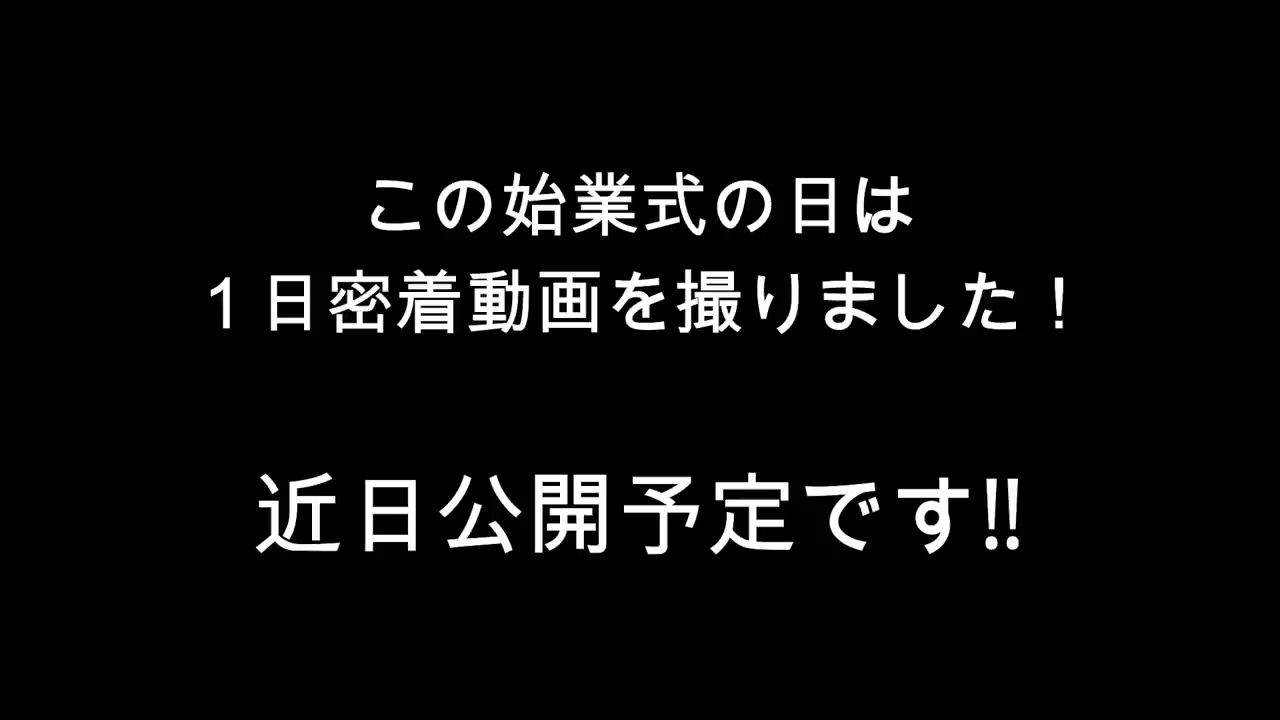 この始業式の日は
１日密着動画を撮りました！
近日公開予定です‼